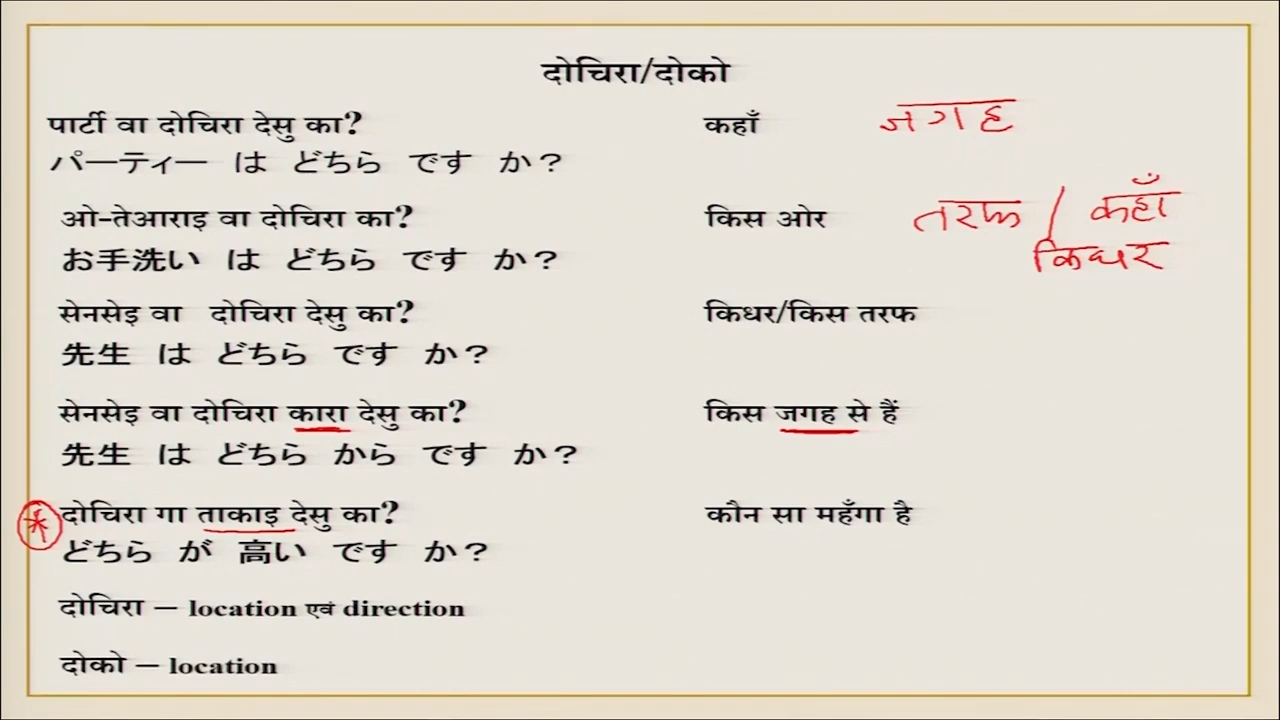 दोचिरा/दोको
पार्टी वा दोचिरा देसु का? कहाँ जगह
パーティー は どちら です か？
ओ-तेआराइ वा दोचिरा का? किस ओर तरफ / कहाँ
お手洗い は どちら です か？ किधर
सेनसेइ वा दोचिरा देसु का? किधर/किस तरफ
先生 は どちら です か？
सेनसेइ वा दोचिरा कारा देसु का? किस जगह से हैं
先生 は どちら から です か？
* दोचिरा गा ताकाइ देसु का? कौन सा महँगा है
どちら が 高い です か？
दोचिरा – location एवं direction
दोको – location